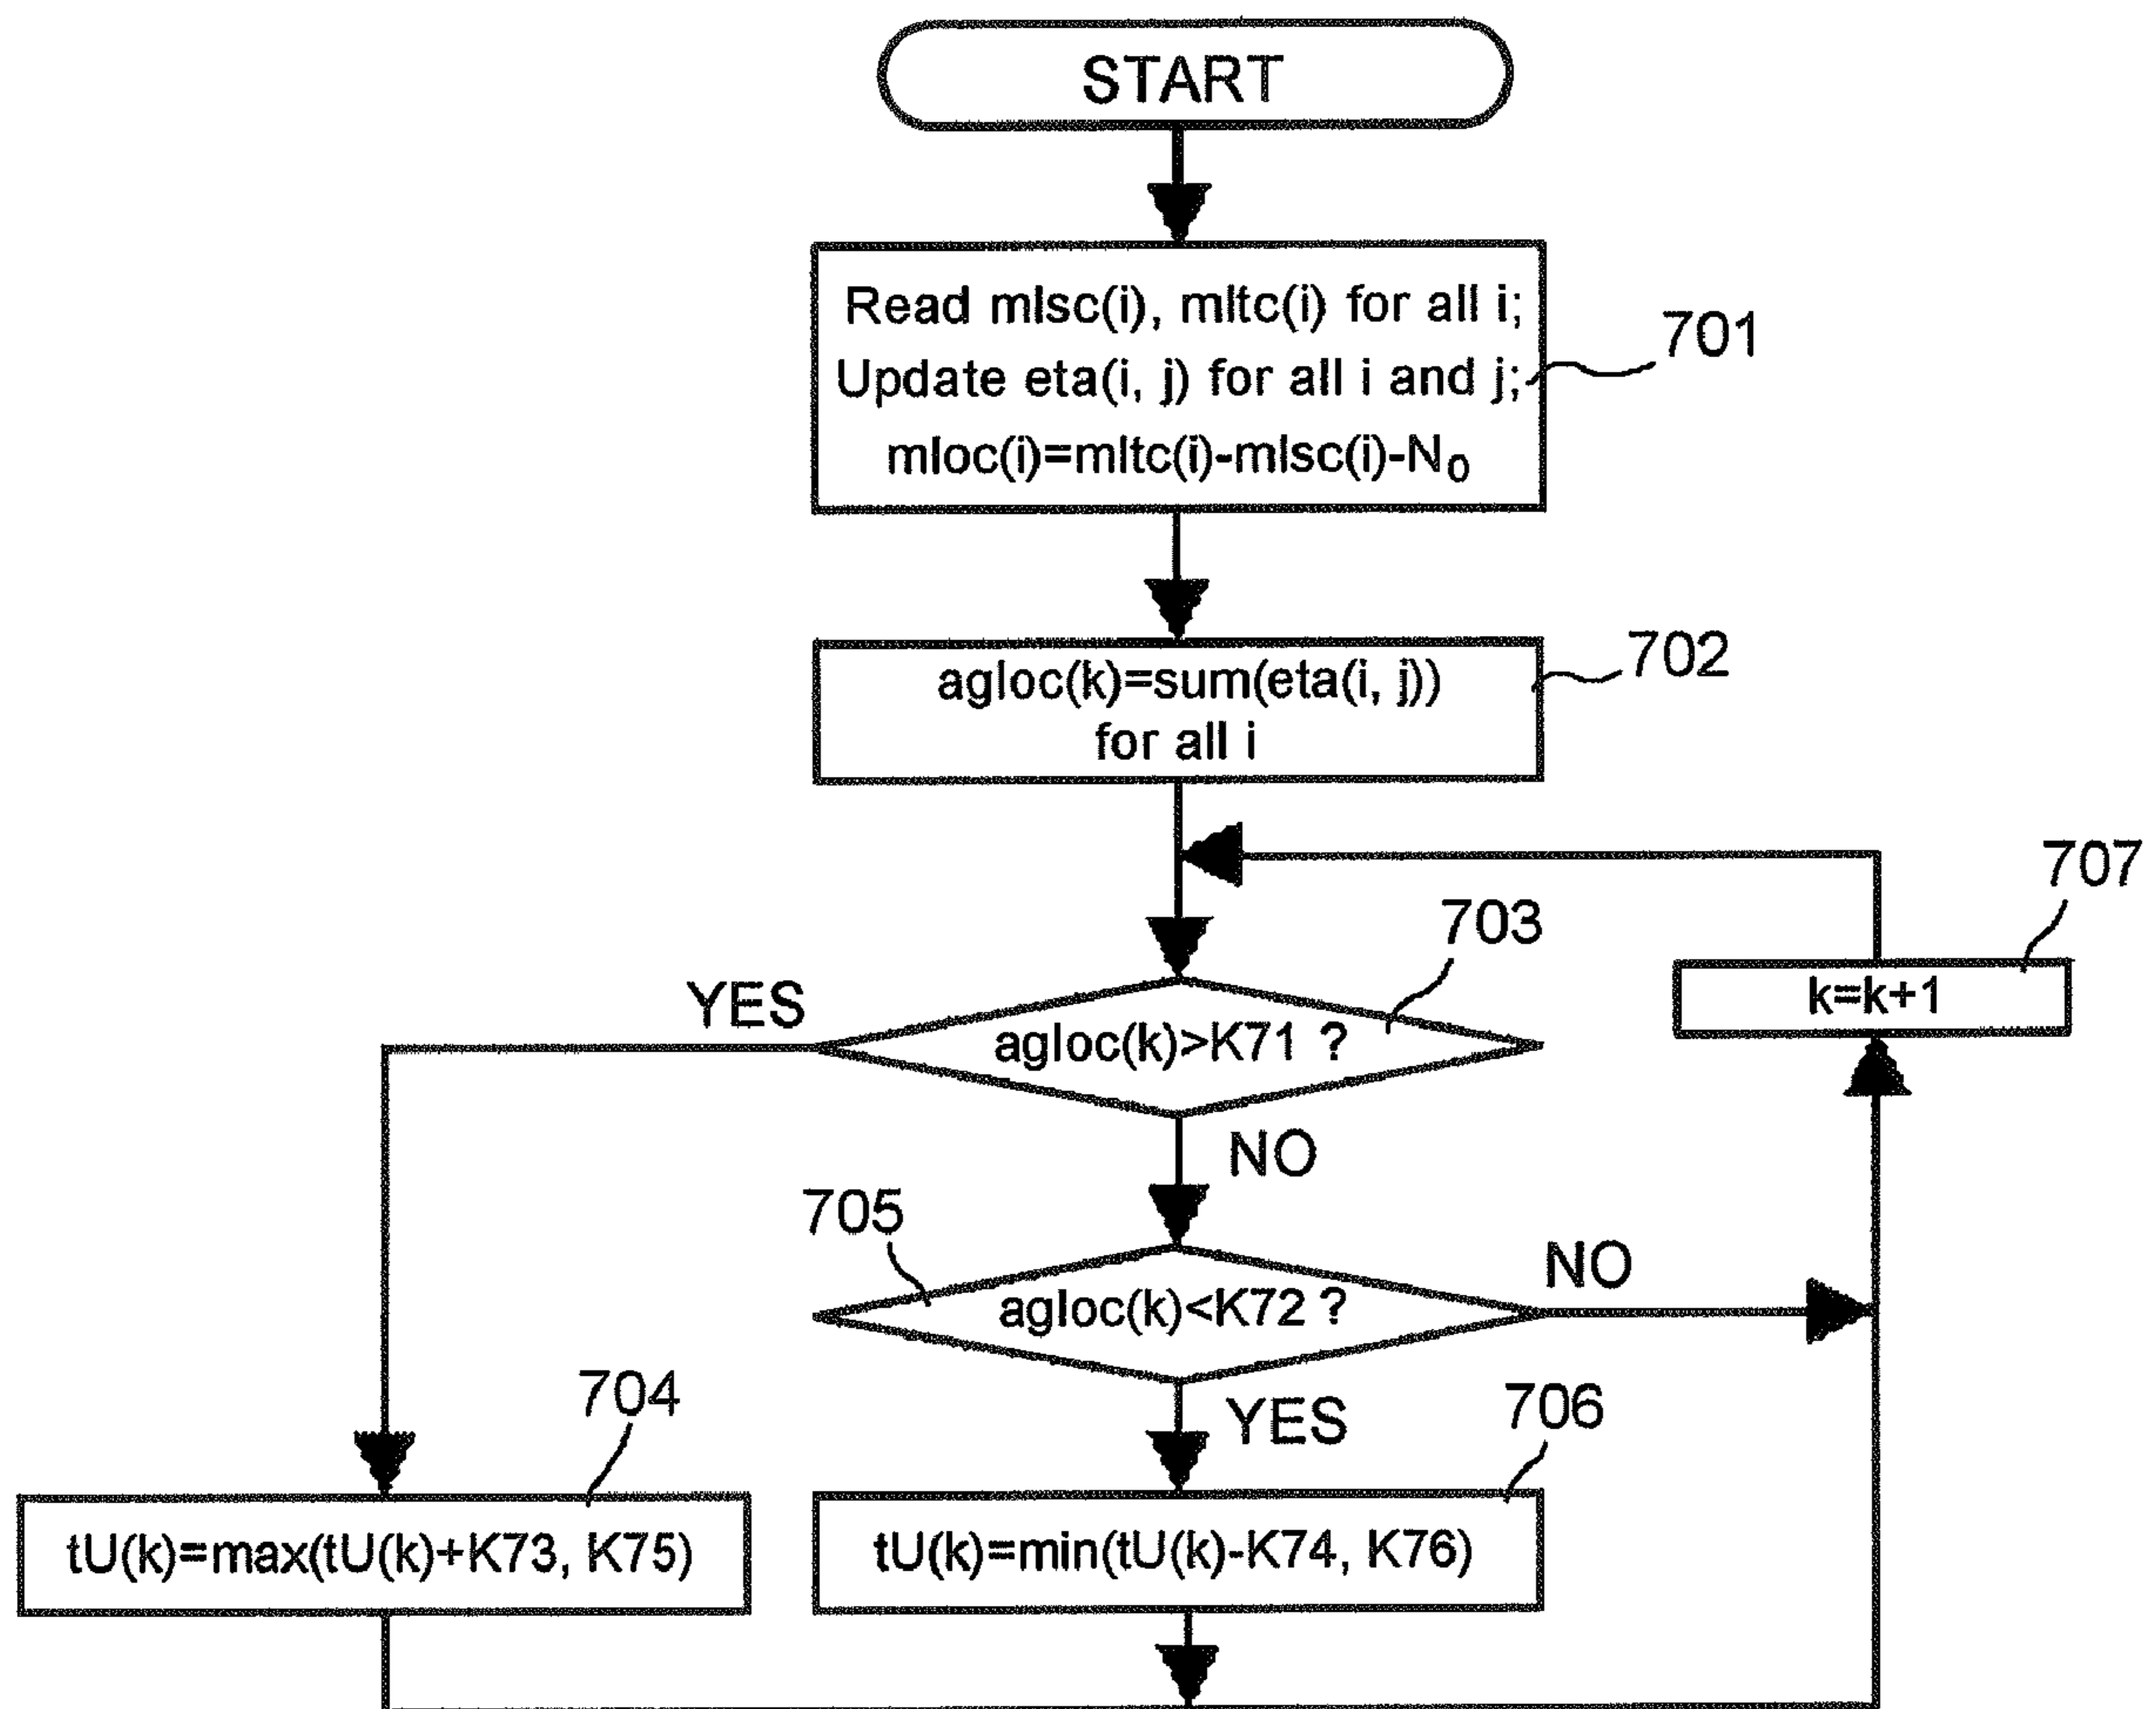 START
Read mlsc(i), mltc(i) for all i;
Update eta(i, j) for all i and j;
mloc(i)=mltc(i)-mlsc(i)-N₀
701
702
agloc(k)=sum(eta(i, j))
for all i
707
k=k+1
703
YES
agloc(k)>K71 ?
NO
705
agloc(k)<K72 ?
NO
704
YES
706
tU(k)=max(tU(k)+K73, K75)
tU(k)=min(tU(k)-K74, K76)